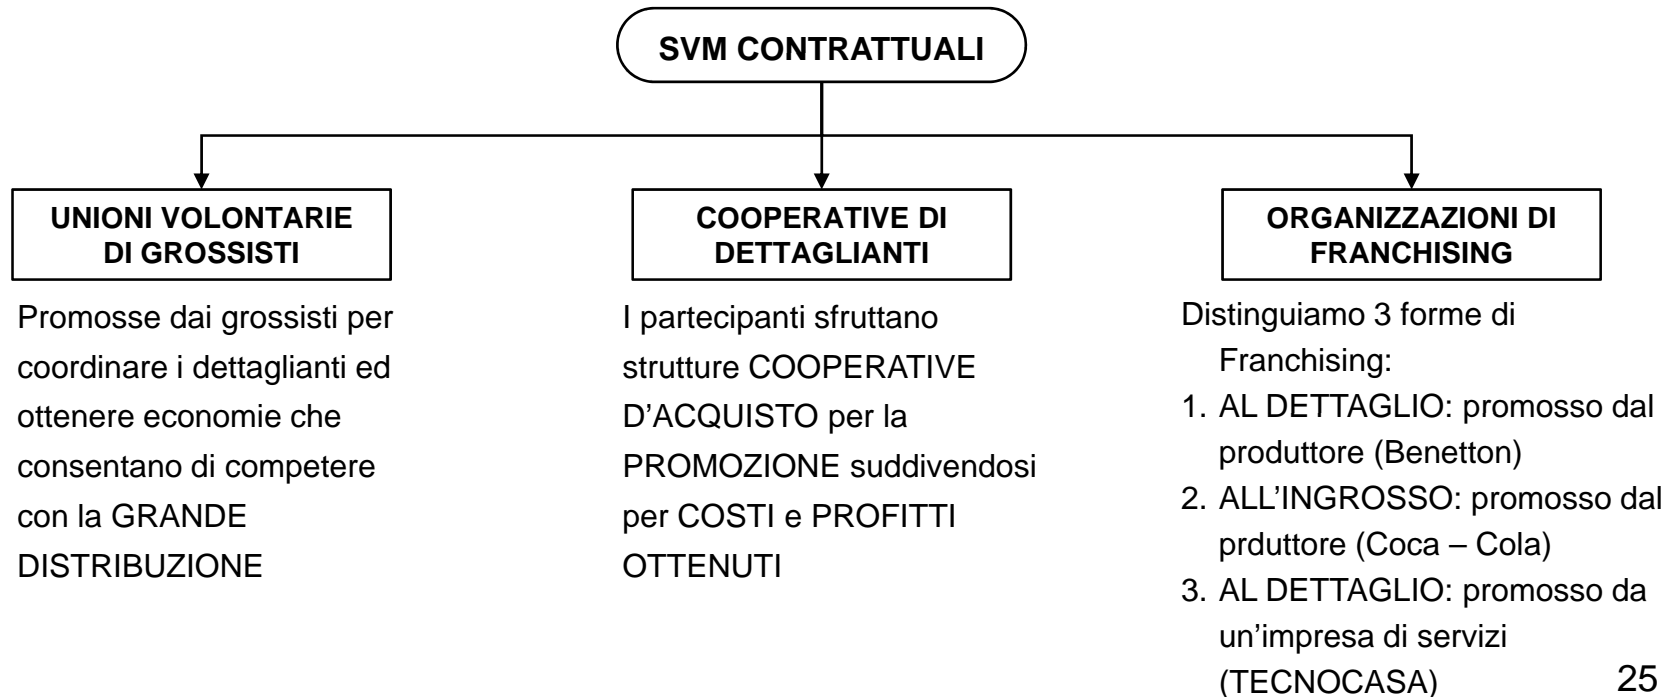 SVM CONTRATTUALI
UNIONI VOLONTARIE
DI GROSSISTI
Promosse dai grossisti per
coordinare i dettaglianti ed
ottenere economie che
consentano di competere
con la GRANDE
DISTRIBUZIONE
COOPERATIVE DI
DETTAGLIANTI
I partecipanti sfruttano
strutture COOPERATIVE
D’ACQUISTO per la
PROMOZIONE suddivendosi
per COSTI e PROFITTI
OTTENUTI
ORGANIZZAZIONI DI
FRANCHISING
Distinguiamo 3 forme di
Franchising:
1. AL DETTAGLIO: promosso dal
produttore (Benetton)
2. ALL’INGROSSO: promosso dal
prduttore (Coca – Cola)
3. AL DETTAGLIO: promosso da
un’impresa di servizi
(TECNOCASA)
25